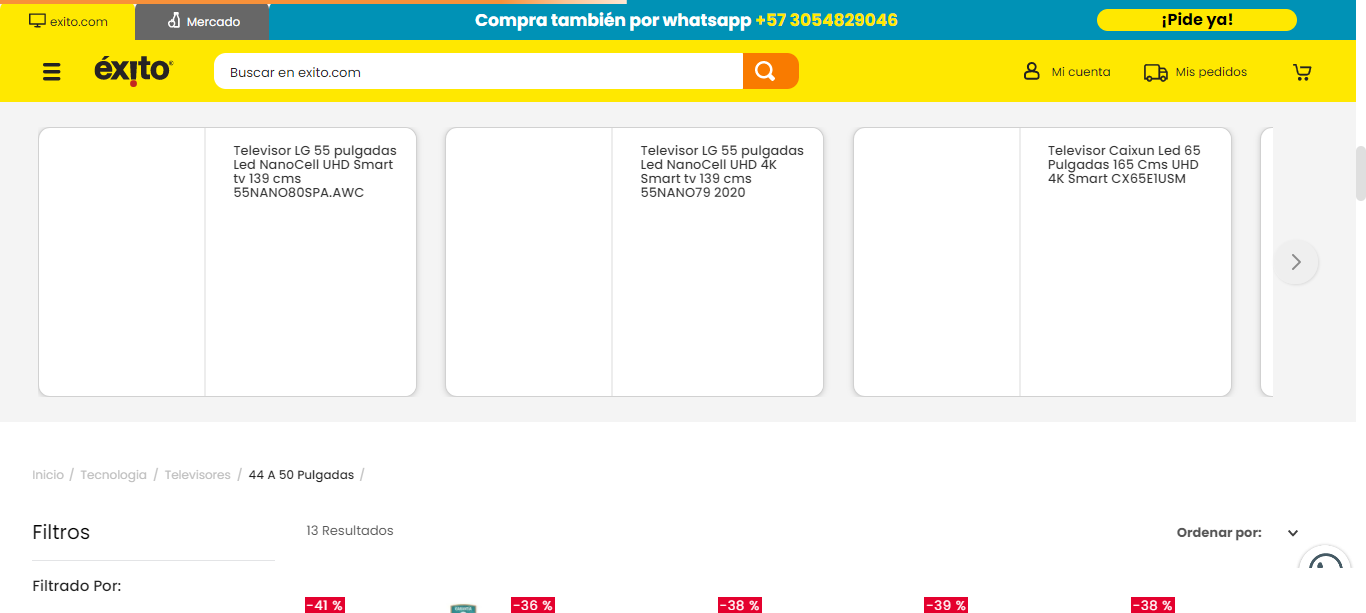 exito.com
Mercado
Compra también por whatsapp +57 3054829046
¡Pide ya!
éxito
Buscar en exito.com
Mi cuenta
Mis pedidos
Televisor LG 55 pulgadas
Led NanoCell UHD Smart
tv 139 cms
55NANO80SPA.AWC
Televisor LG 55 pulgadas
Led NanoCell UHD 4K
Smart tv 139 cms
55NANO79 2020
Televisor Caixun Led 65
Pulgadas 165 Cms UHD
4K Smart CX65E1USM
Inicio / Tecnología / Televisores / 44 A 50 Pulgadas /
Filtros
13 Resultados
Ordenar por:
Filtrado Por:
-41 %
-36 %
-38 %
-39 %
-38 %